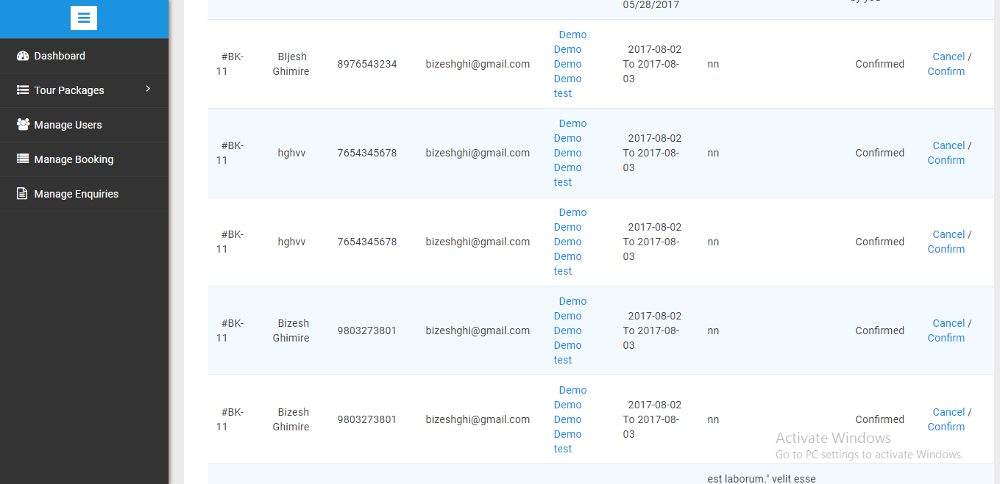 Dashboard
Tour Packages
Manage Users
Manage Booking
Manage Enquiries
05/28/2017
by you
#BK-
11
BIjesh
Ghimire
8976543234
bizeshghi@gmail.com
Demo
Demo
Demo
Demo
test
2017-08-02
To 2017-08-
03
nn
Confirmed
Cancel /
Confirm
#BK-
11
hghvv
7654345678
bizeshghi@gmail.com
Demo
Demo
Demo
Demo
test
2017-08-02
To 2017-08-
03
nn
Confirmed
Cancel /
Confirm
#BK-
11
hghvv
7654345678
bizeshghi@gmail.com
Demo
Demo
Demo
Demo
test
2017-08-02
To 2017-08-
03
nn
Confirmed
Cancel /
Confirm
#BK-
11
Bizesh
Ghimire
9803273801
bizeshghi@gmail.com
Demo
Demo
Demo
Demo
test
2017-08-02
To 2017-08-
03
nn
Confirmed
Cancel /
Confirm
#BK-
11
Bizesh
Ghimire
9803273801
bizeshghi@gmail.com
Demo
Demo
Demo
Demo
test
2017-08-02
To 2017-08-
03
nn
Confirmed
Cancel /
Confirm
Activate Windows
Go to PC settings to activate Windows.
est laborum." velit esse